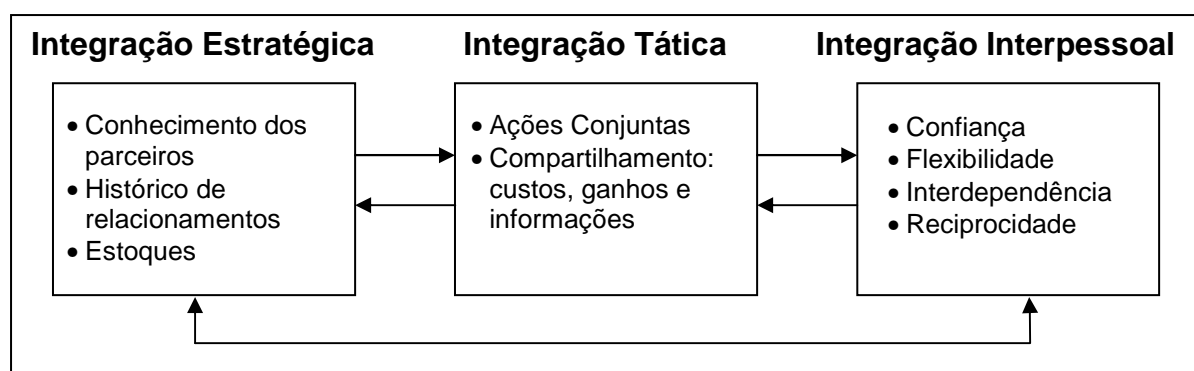 Integração Estratégica
• Conhecimento dos
parceiros
• Histórico de
relacionamentos
• Estoques
Integração Tática
• Ações Conjuntas
• Compartilhamento:
custos, ganhos e
informações
Integração Interpessoal
• Confiança
• Flexibilidade
• Interdependência
• Reciprocidade